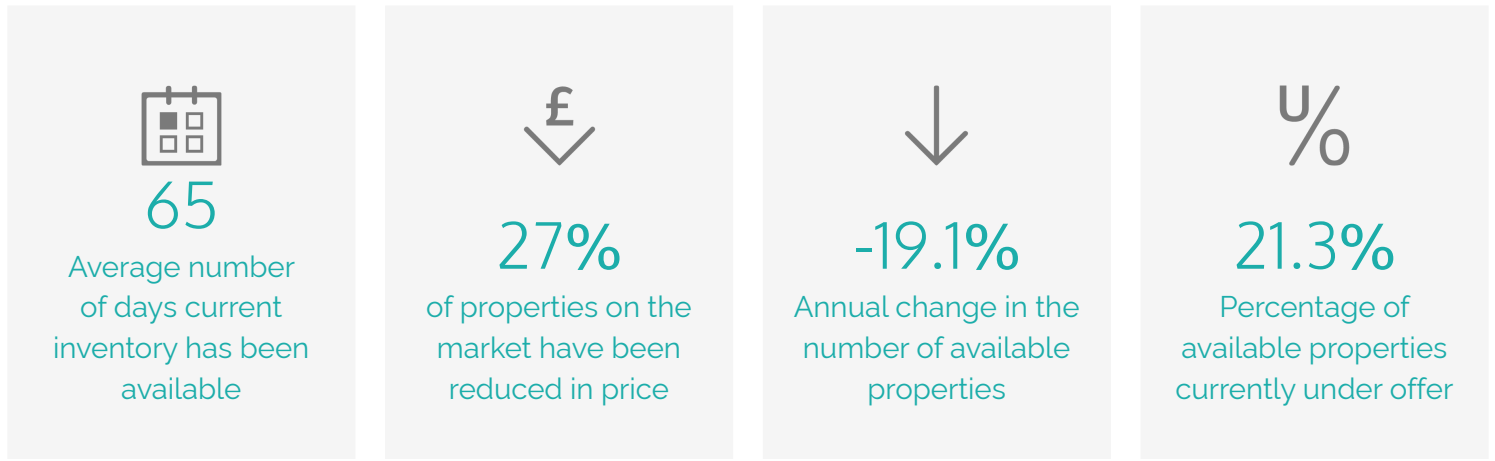 65
Average number
of days current
inventory has been
available
£
27%
of properties on the
market have been
reduced in price
-19.1%
Annual change in the
number of available
properties
U/O
21.3%
Percentage of
available properties
currently under offer